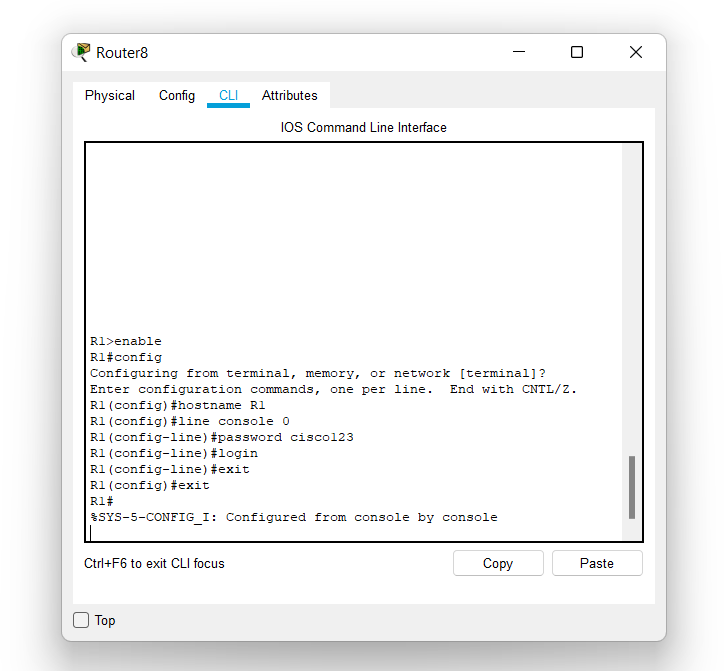 Router8
Physical Config CLI Attributes
IOS Command Line Interface
R1>enable
R1#config
Configuring from terminal, memory, or network [terminal]?
Enter configuration commands, one per line.  End with CNTL/Z.
R1(config)#hostname R1
R1(config)#line console 0
R1(config-line)#password cisco123
R1(config-line)#login
R1(config-line)#exit
R1(config)#exit
R1#
%SYS-5-CONFIG_I: Configured from console by console
Ctrl+F6 to exit CLI focus Copy Paste
Top